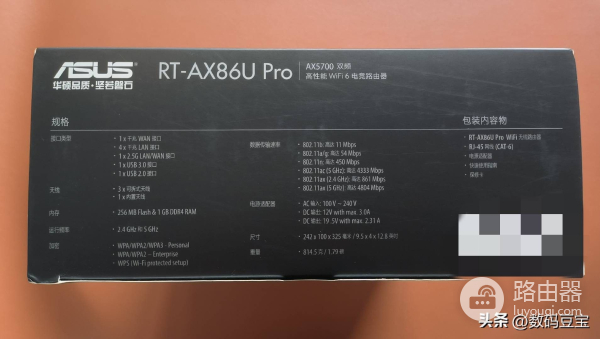 ASUS
华硕品质·坚若磐石
RT-AX86U Pro
AX5700 双频
高性能 WiFi 6 电竞路由器
规格
接口类型
• 1 x 千兆 WAN 接口
• 4 x 千兆 LAN 接口
• 1 x 2.5G LAN/WAN 接口
• 1 x USB 3.0 接口
• 1 x USB 2.0 接口
天线
• 3 x 可拆式天线
• 1 x 内置天线
内存
• 256 MB Flash & 1 GB DDR4 RAM
运行频率
• 2.4 GHz 和 5 GHz
加密
• WPA/WPA2/WPA3 - Personal
• WPA/WPA2 – Enterprise
• WPS (Wi-Fi protected setup)
数据传输速率
• 802.11b: 高达 11 Mbps
• 802.11a/g: 高达 54 Mbps
• 802.11n: 高达 450 Mbps
• 802.11ac (5 GHz): 高达 4333 Mbps
• 802.11ax (2.4 GHz): 高达 861 Mbps
• 802.11ax (5 GHz): 高达 4804 Mbps
电源适配器
• AC 输入: 100 V ~ 240 V
• DC 输出: 12V with max. 3.0A
• DC 输出: 19.5V with max. 2.31 A
尺寸
• 242 x 100 x 325 毫米 / 9.5 x 4 x 12.8 英寸
重量
• 814.5 克 / 1.79 磅
包装内容物
• RT-AX86U Pro WiFi 无线路由器
• RJ-45 网线 (CAT-6)
• 电源适配器
• 快速使用指南
• 保修卡
路由器
luyouqi.com
头条 @数码豆宝